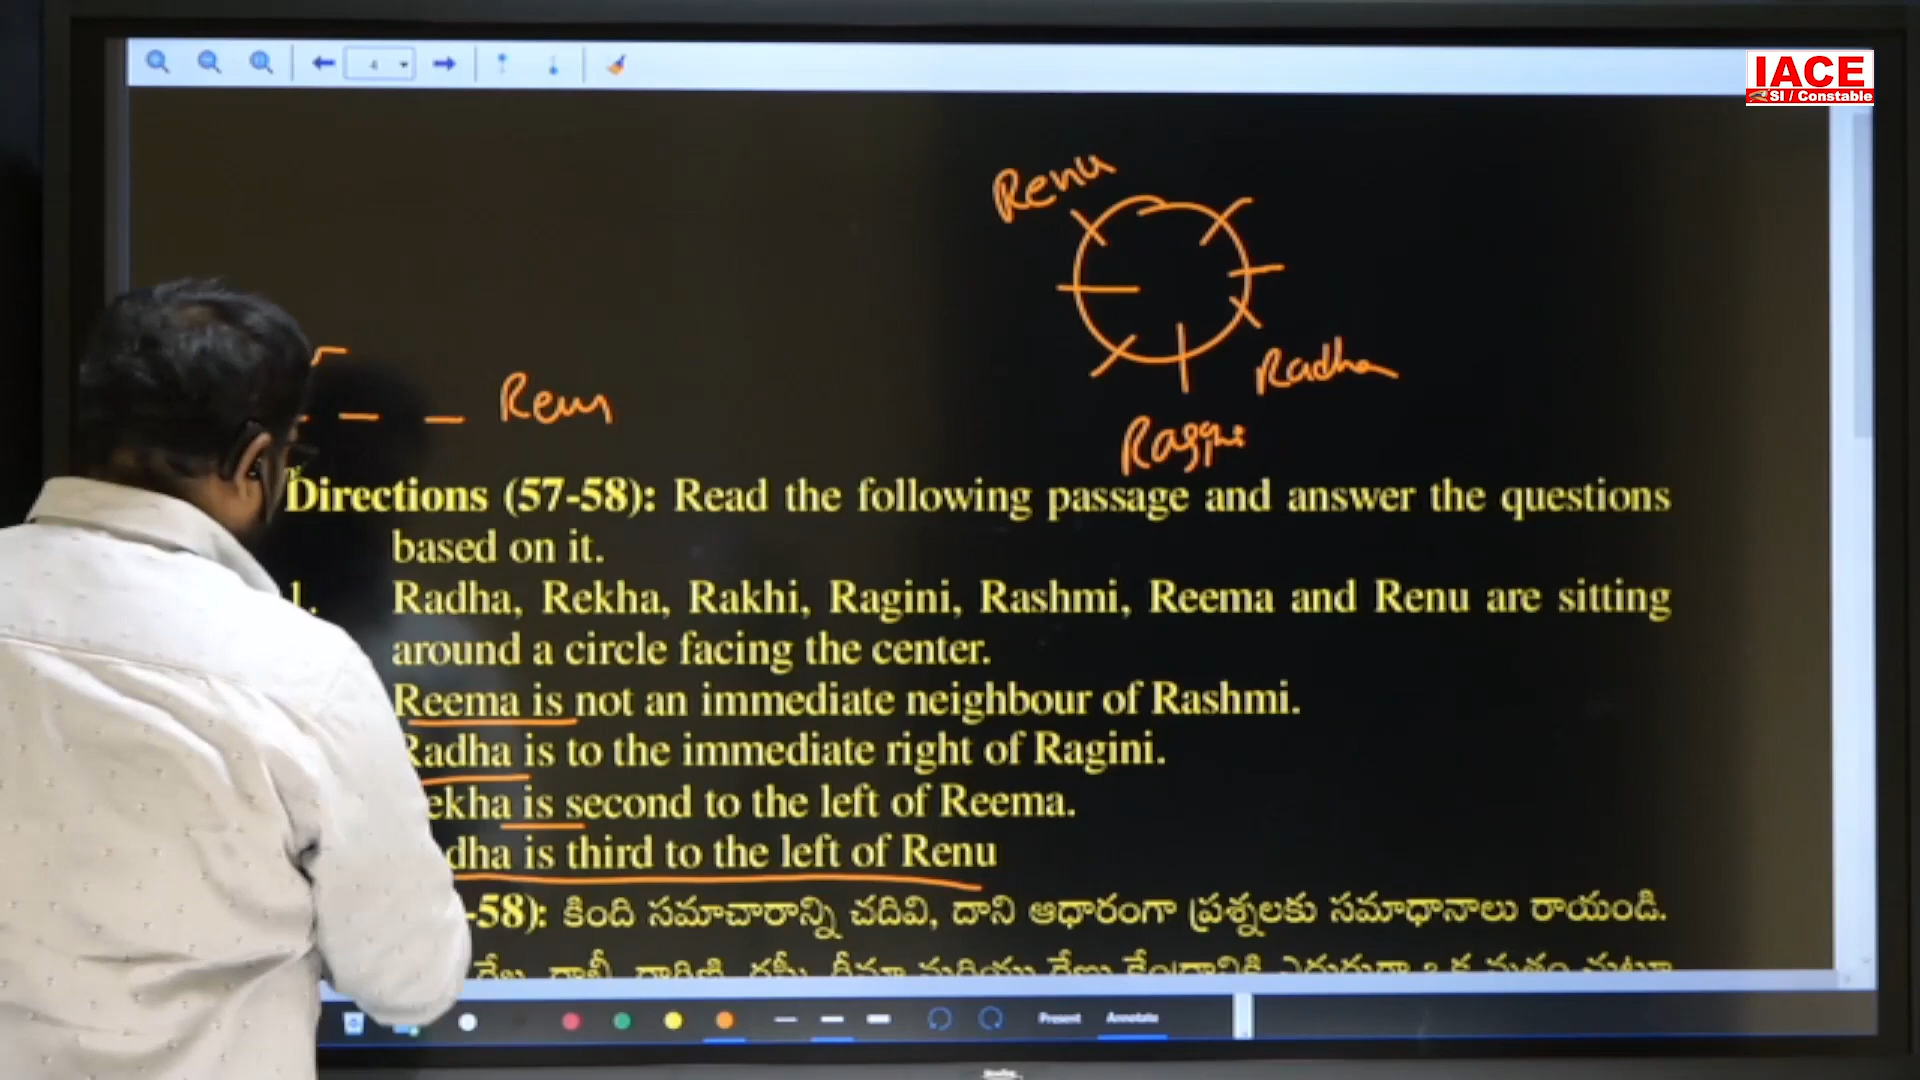 4
IACE
SI / Constable
Renu
Radha
Rem
Directions (57-58): Read the following passage and answer the questions
based on it.
1. Radha, Rekha, Rakhi, Ragini, Rashmi, Reema and Renu are sitting
around a circle facing the center.
Reema is not an immediate neighbour of Rashmi.
Radha is to the immediate right of Ragini.
ekha is second to the left of Reema.
dha is third to the left of Renu
-58): కింది సమాచారాన్ని చదివి, దాని ఆధారంగా ప్రశ్నలకు సమాధానాలు రాయండి.
Present Annotate